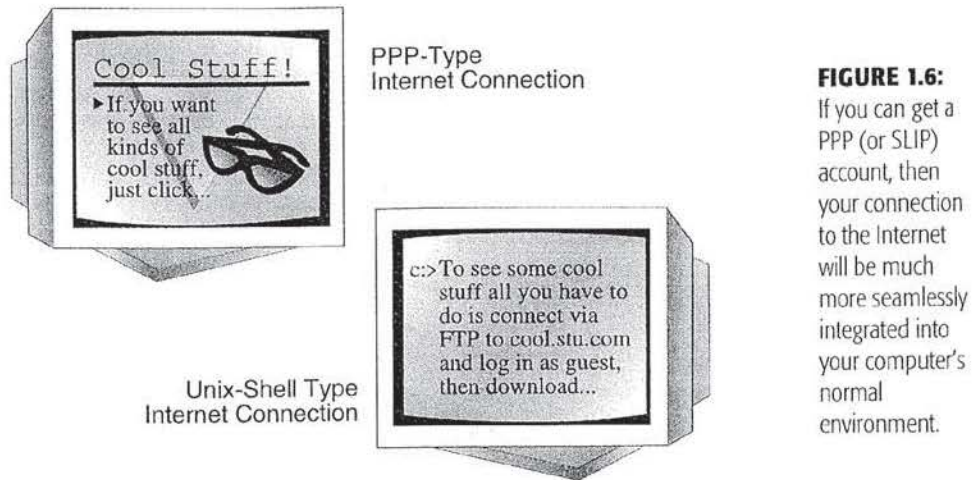 Cool Stuff!
▶If you want
to see all
kinds of
cool stuff,
just click...
PPP-Type
Internet Connection
c:>To see some cool
stuff all you have to
do is connect via
FTP to cool.stu.com
and log in as guest,
then download...
Unix-Shell Type
Internet Connection
FIGURE 1.6:
If you can get a
PPP (or SLIP)
account, then
your connection
to the Internet
will be much
more seamlessly
integrated into
your computer's
normal
environment.